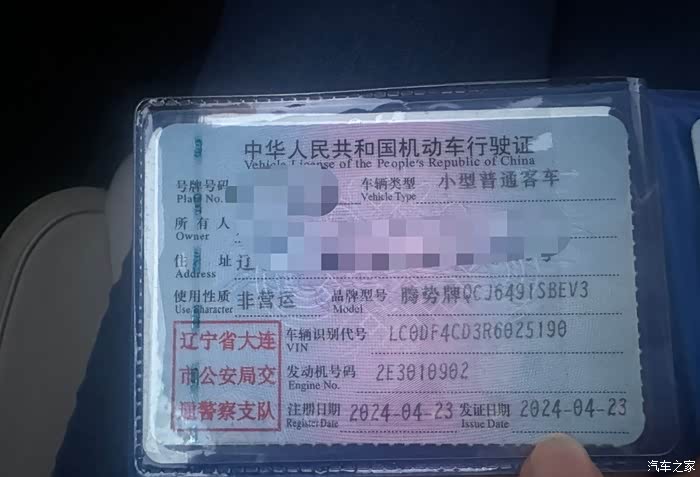 中华人民共和国机动车行驶证
Vehicle License of the People's Republic of China
号牌号码 车辆类型 小型普通客车
Plate No. Vehicle Type
所有人
Owner
住址 辽
Address
使用性质 非营运 品牌型号 腾势牌QCJ6491SBEV3
Use Character Model
辽宁省大连 车辆识别代号 LC0DF4CD3R6025190
VIN
市公安局交 发动机号码 2E3010902
Engine No.
通警察支队 注册日期 2024-04-23 发证日期 2024-04-23
Register Date Issue Date
汽车之家